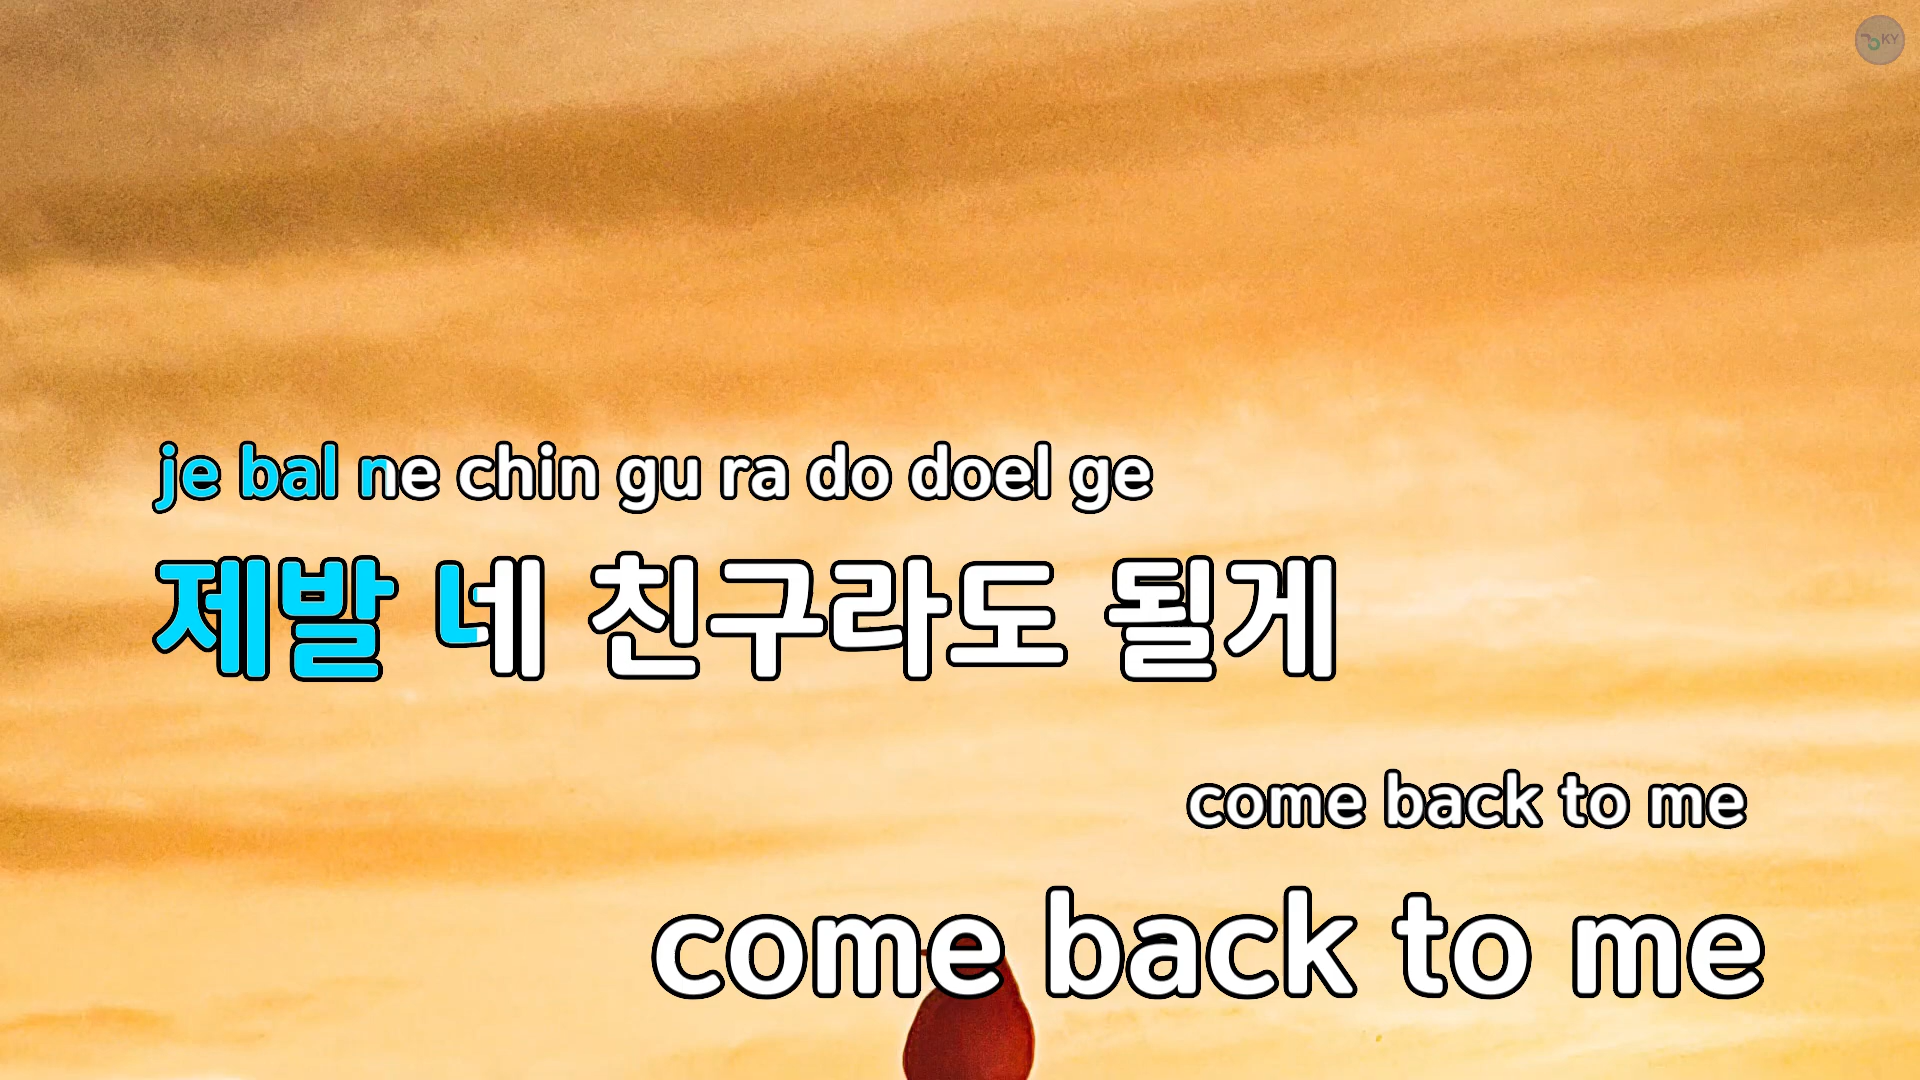 KY
je bal ne chin gu ra do doel ge
제발 네 친구라도 될게
come back to me
come back to me